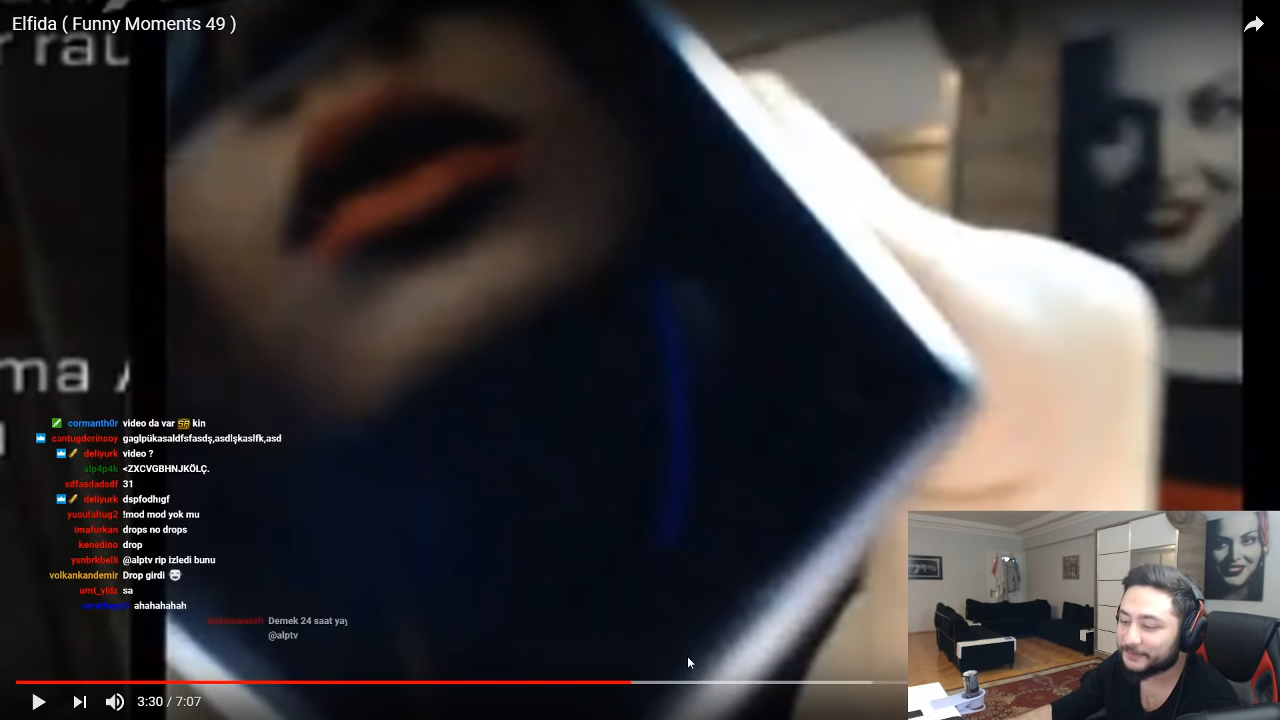 Elfida ( Funny Moments 49 )
ma
cormanth0r video da var kin
cantugderinsoy gaglpükasaldfsfasdş,asdlşkaslfk,asd
deliyurk video ?
alp4p4k <ZXCVGBHNJKÖLÇ.
sdfasdadsdf 31
deliyurk dspfodhıgf
yusufaltug2 !mod mod yok mu
imafurkan drops no drops
kenedino drop
ysnbrkbelli @alptv rip izledi bunu
volkankandemir Drop girdi
umt_yldz sa
ahahahahah
Demek 24 saat yay
@alptv
3:30 / 7:07